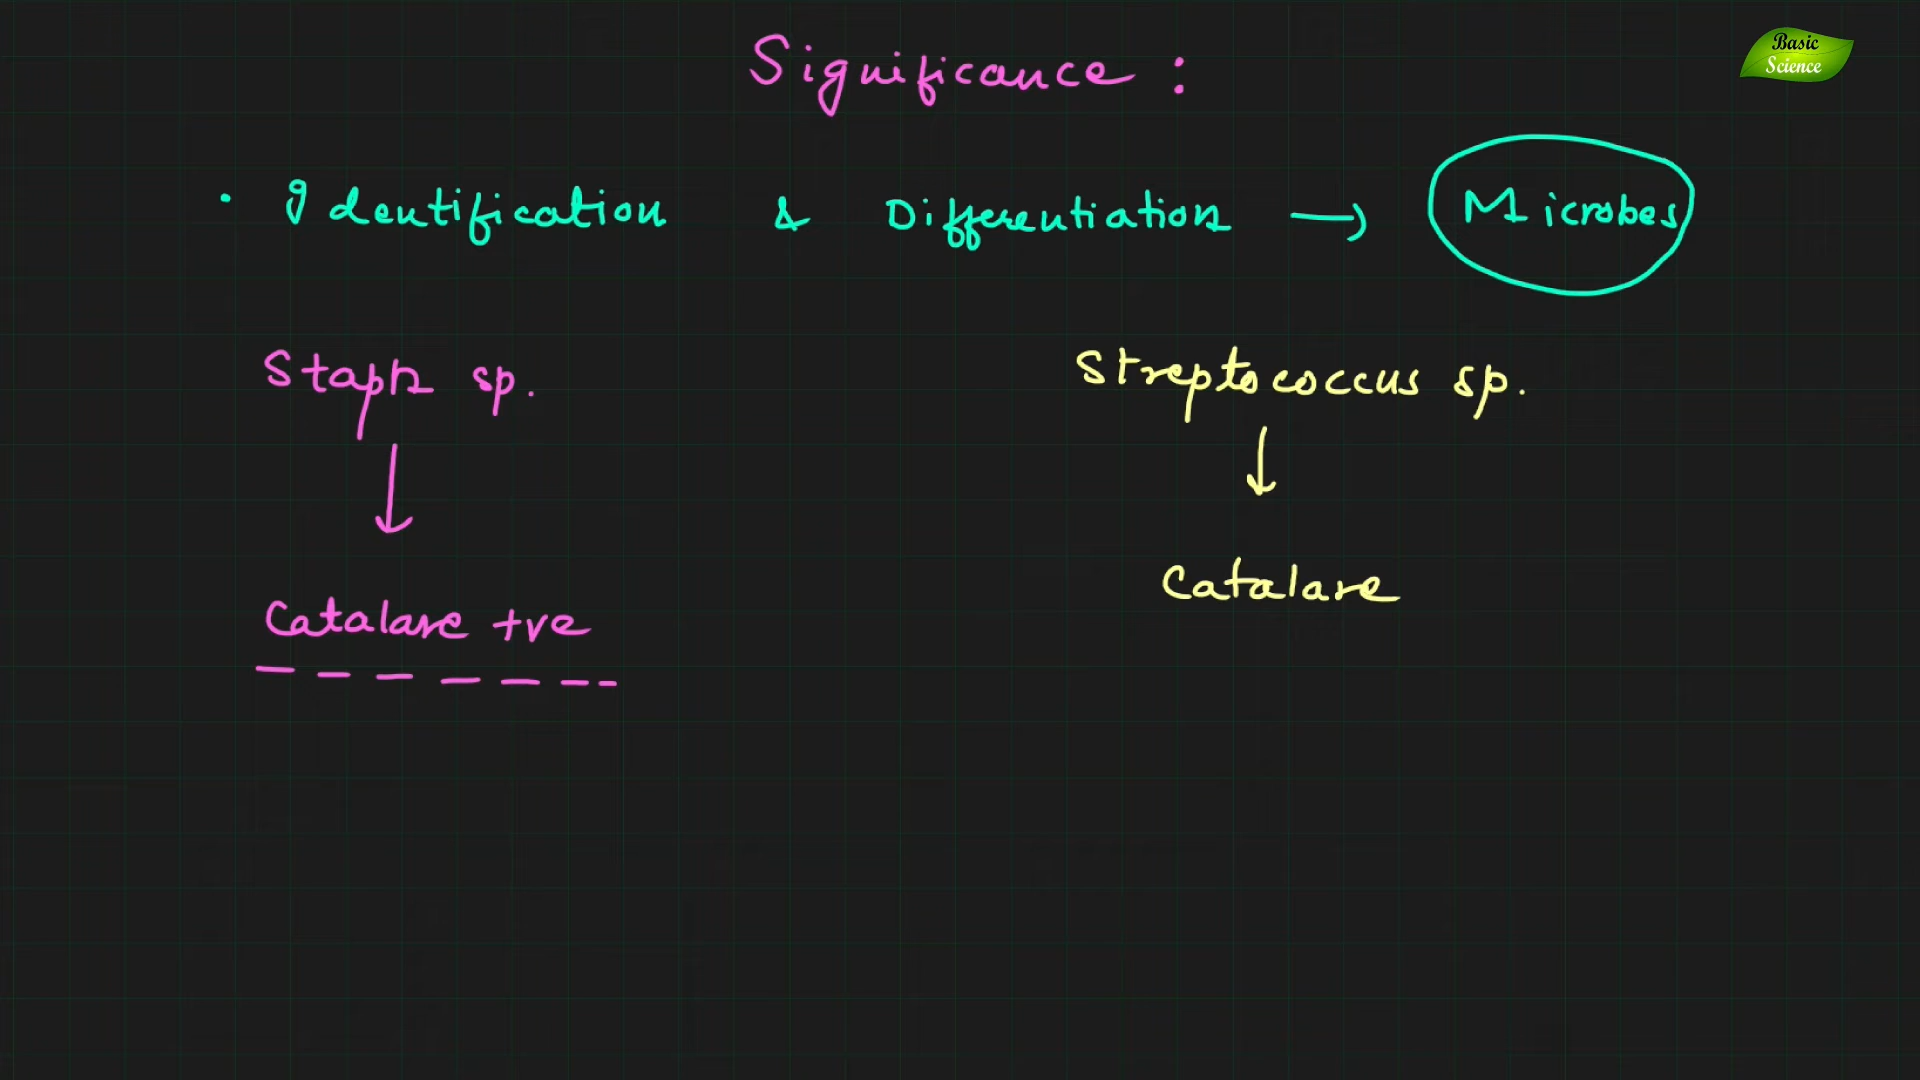 Significance :
Basic
Science
• Identification & Differentiation → Microbes
Staph sp.
Streptococcus sp.
↓
↓
Catalase +ve
Catalase